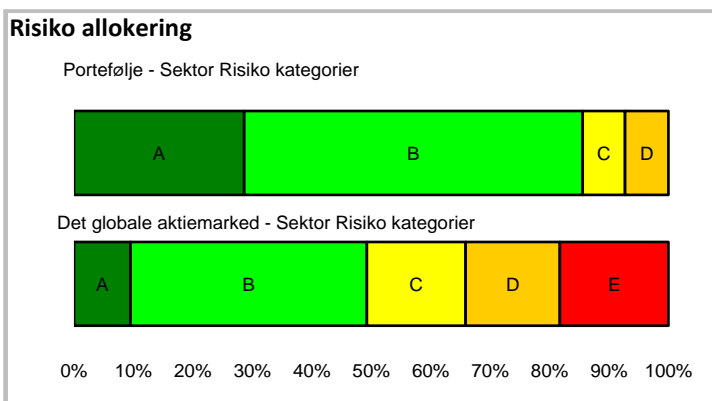 Risiko allokering
Portefølje - Sektor Risiko kategorier
A B C D
Det globale aktiemarked - Sektor Risiko kategorier
A B C D E
0% 10% 20% 30% 40% 50% 60% 70% 80% 90% 100%